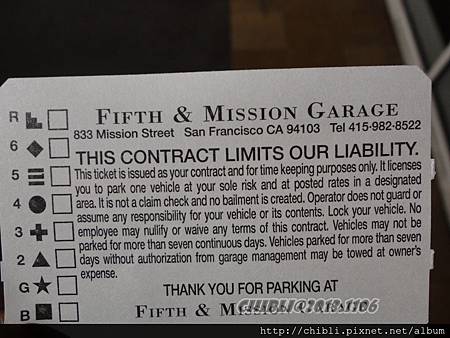 R
6
5
4
3
2
G
B
FIFTH & MISSION GARAGE
833 Mission Street San Francisco CA 94103 Tel 415-982-8522
THIS CONTRACT LIMITS OUR LIABILITY.
This ticket is issued as your contract and for time keeping purposes only. It licenses
you to park one vehicle at your sole risk and at posted rates in a designated
area. It is not a claim check and no bailment is created. Operator does not guard or
assume any responsibility for your vehicle or its contents. Lock your vehicle. No
employee may nullify or waive any terms of this contract. Vehicles may not be
parked for more than seven continuous days. Vehicles parked for more than seven
days without authorization from garage management may be towed at owner's
expense.
THANK YOU FOR PARKING AT
FIFTH & MISSION GARAGE
http://chibli.pixnet.net/album